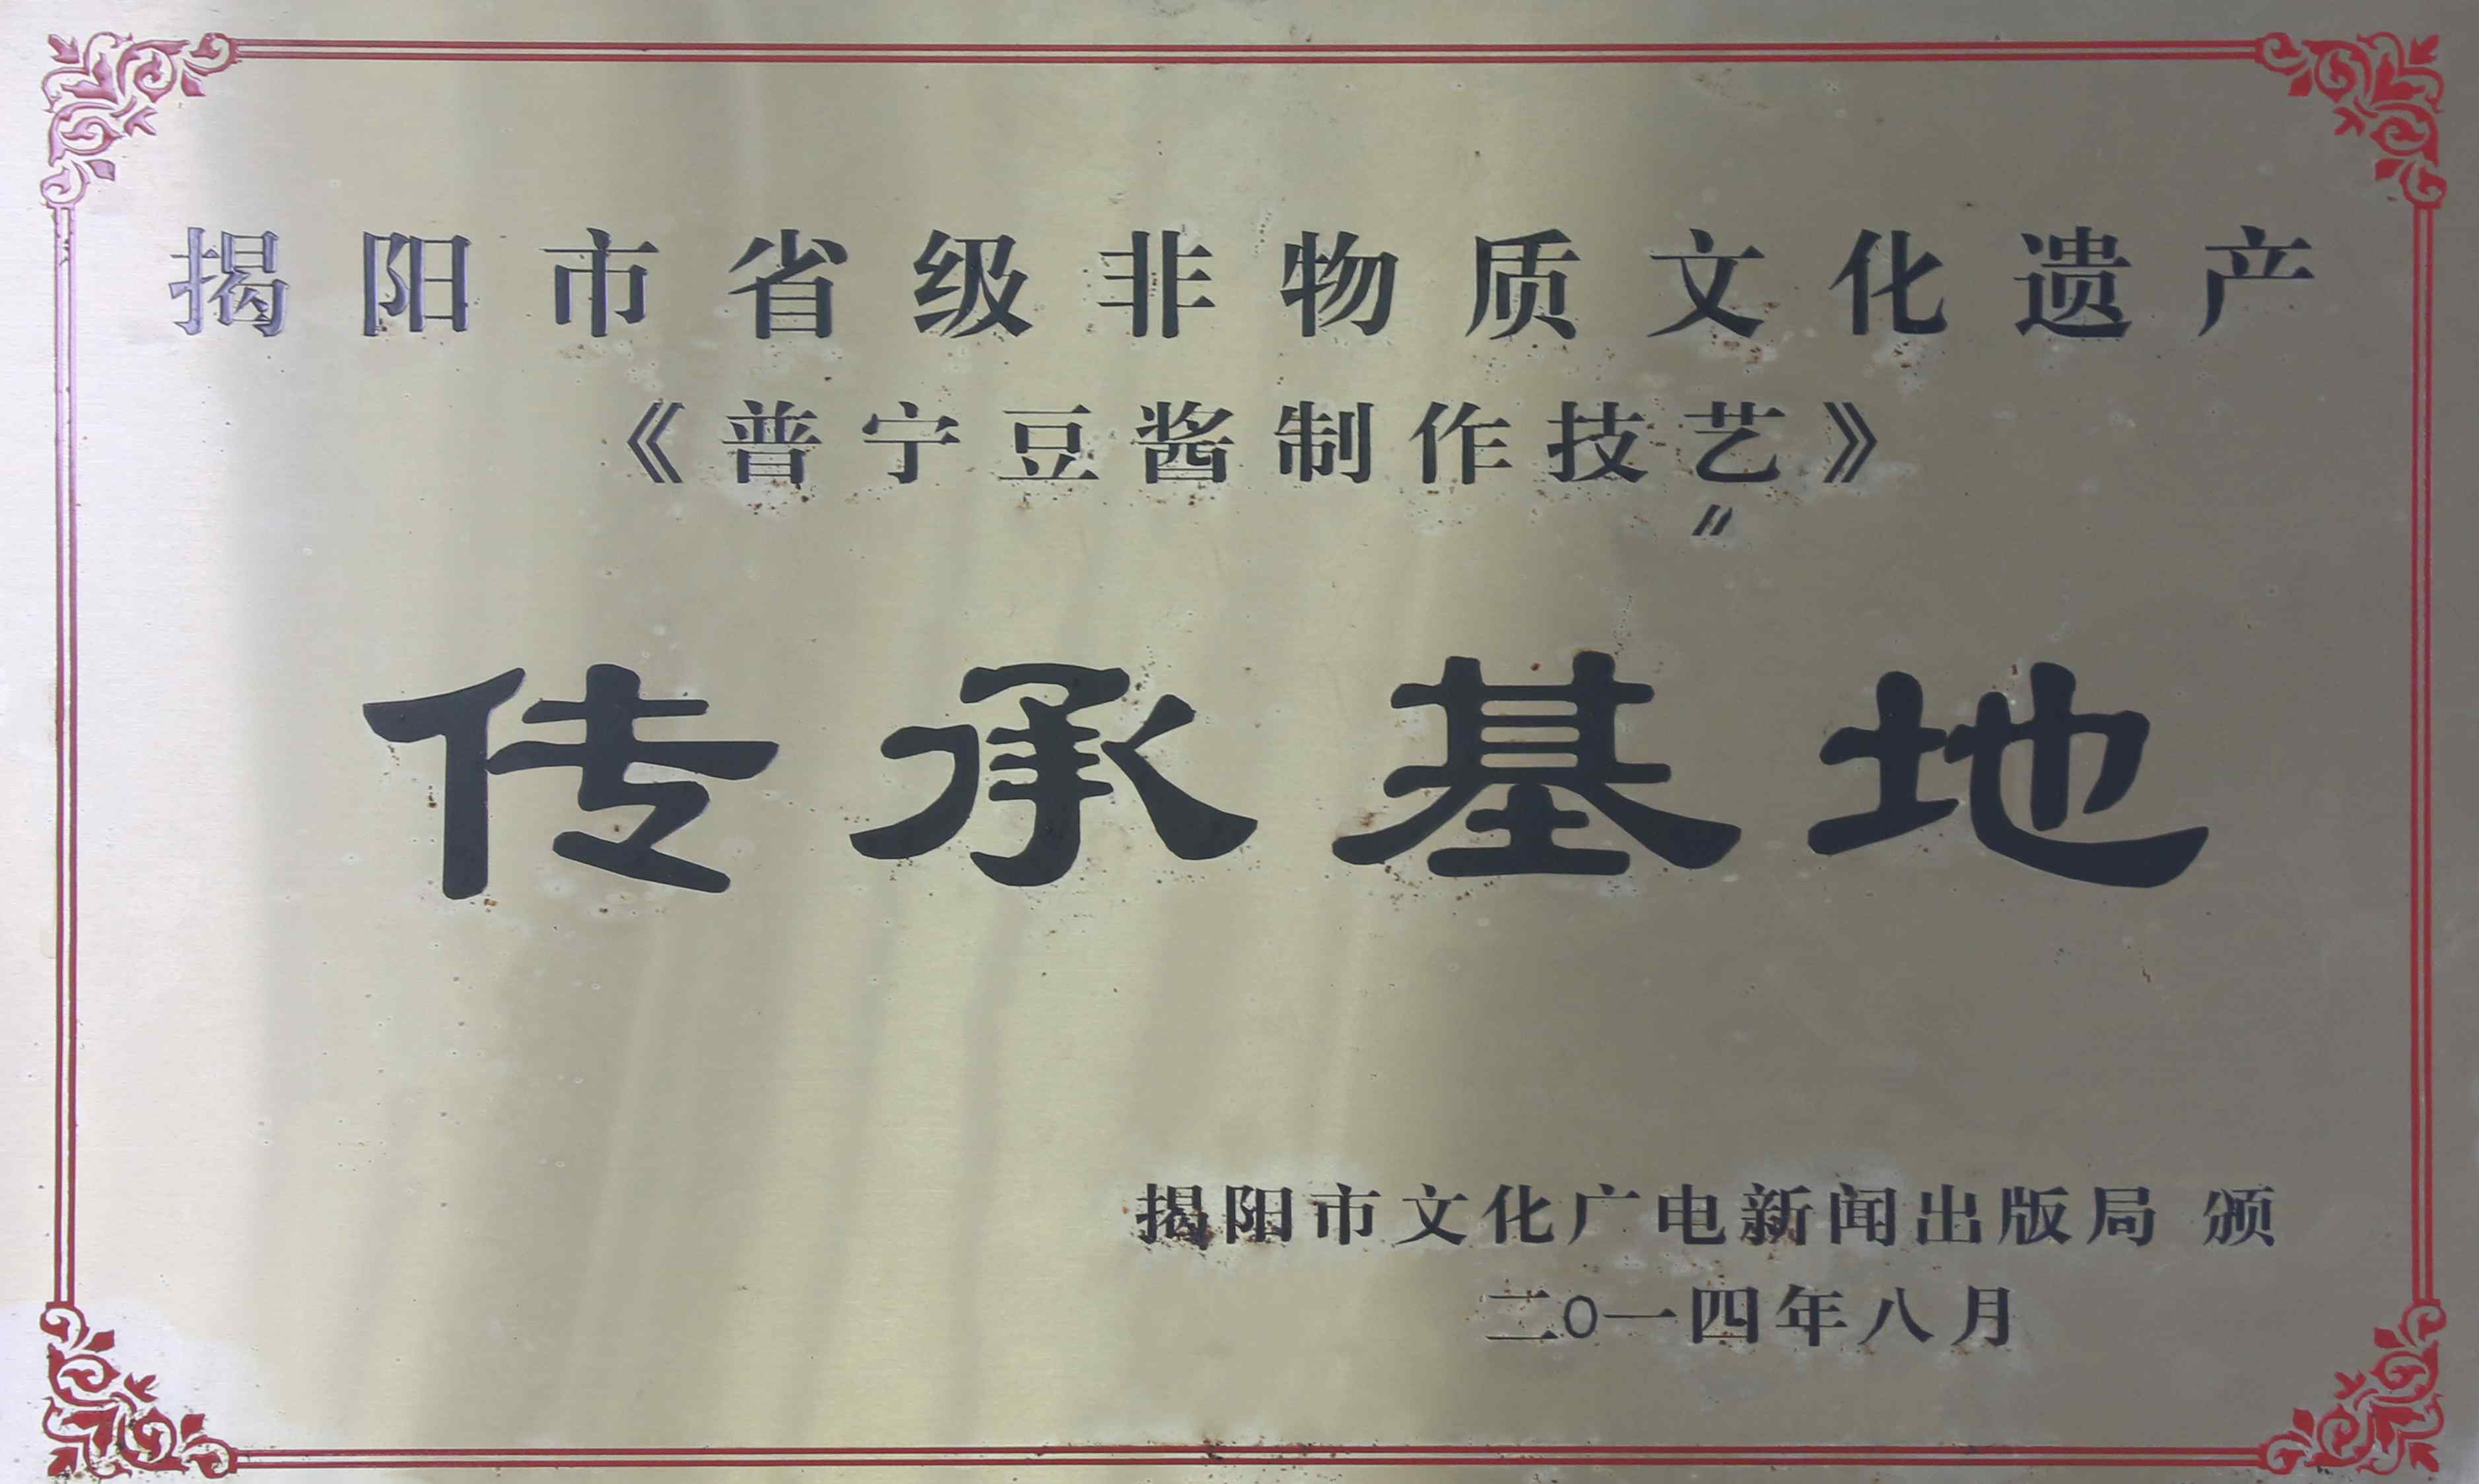 揭阳市省级非物质文化遗产
《普宁豆酱制作技艺》
〃
传承基地
揭阳市文化广电新闻出版局 颁
二〇一四年八月